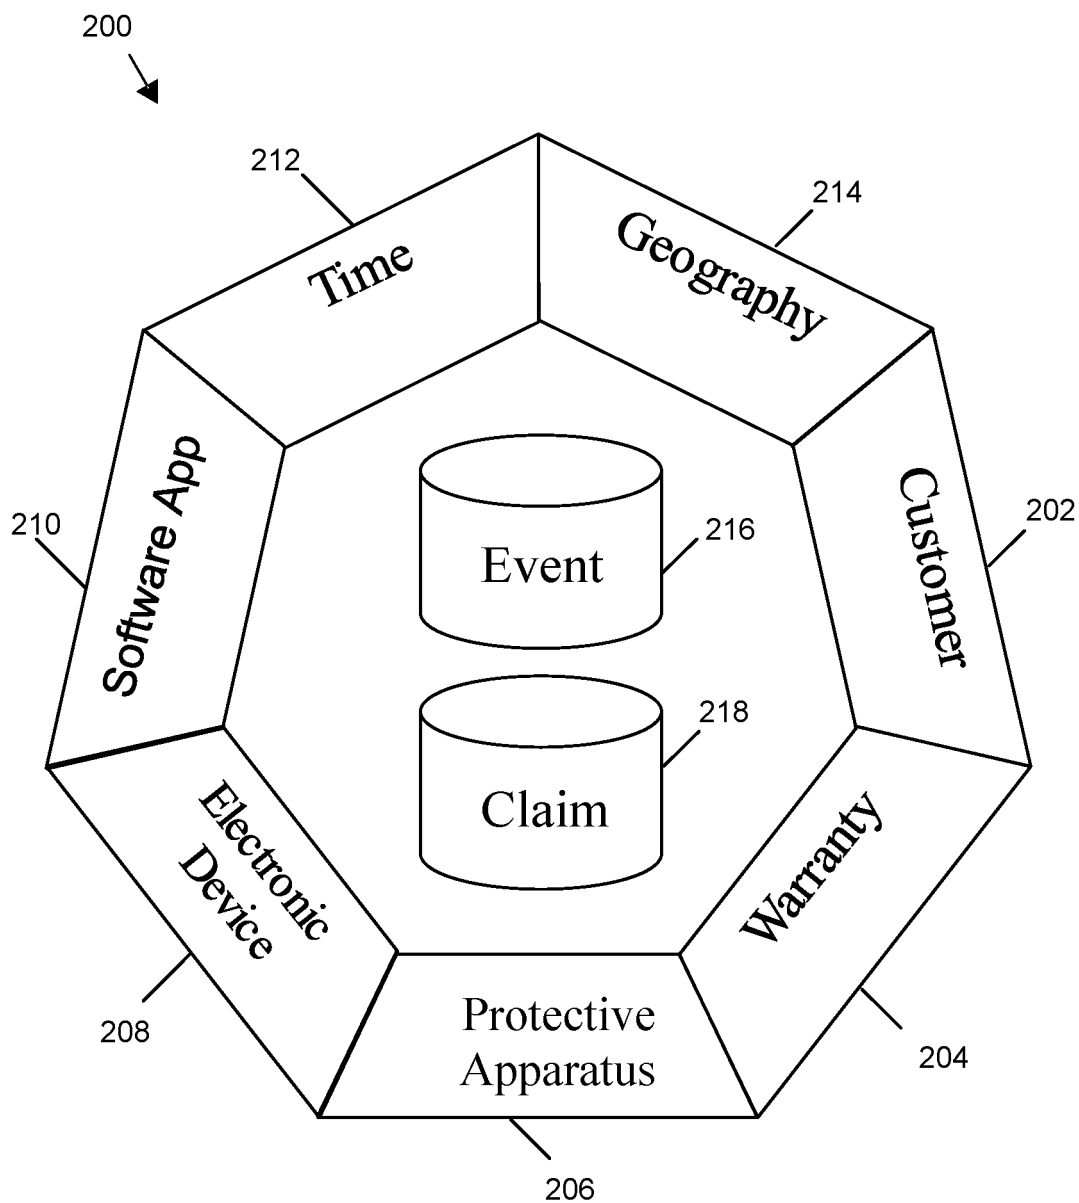 200
212
214
Time
Geography
Software App
Customer
210
202
Event
216
218
Claim
Electronic
Device
Warranty
208
Protective
Apparatus
204
206